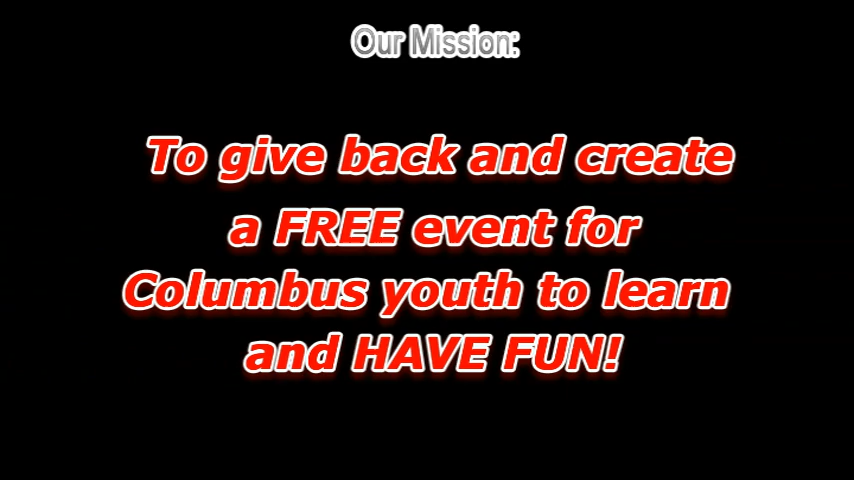 Our Mission:
To give back and create
a FREE event for
Columbus youth to learn
and HAVE FUN!